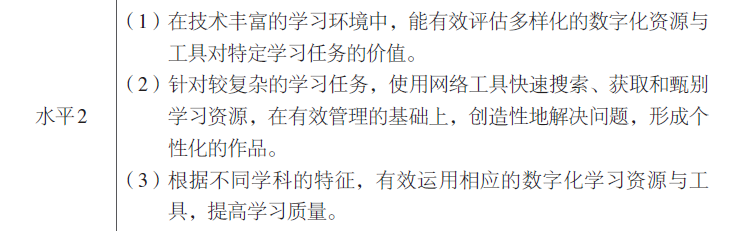 （1）在技术丰富的学习环境中，能有效评估多样化的数字化资源与
工具对特定学习任务的价值。
（2）针对较复杂的学习任务，使用网络工具快速搜索、获取和甄别
水平2
学习资源，在有效管理的基础上，创造性地解决问题，形成个
性化的作品。
（3）根据不同学科的特征，有效运用相应的数字化学习资源与工
具，提高学习质量。